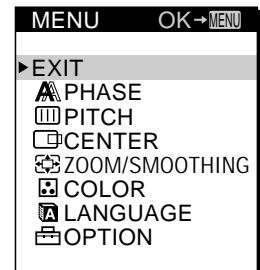 MENU OK→MENU
EXIT
PHASE
PITCH
CENTER
ZOOM/SMOOTHING
COLOR
LANGUAGE
OPTION